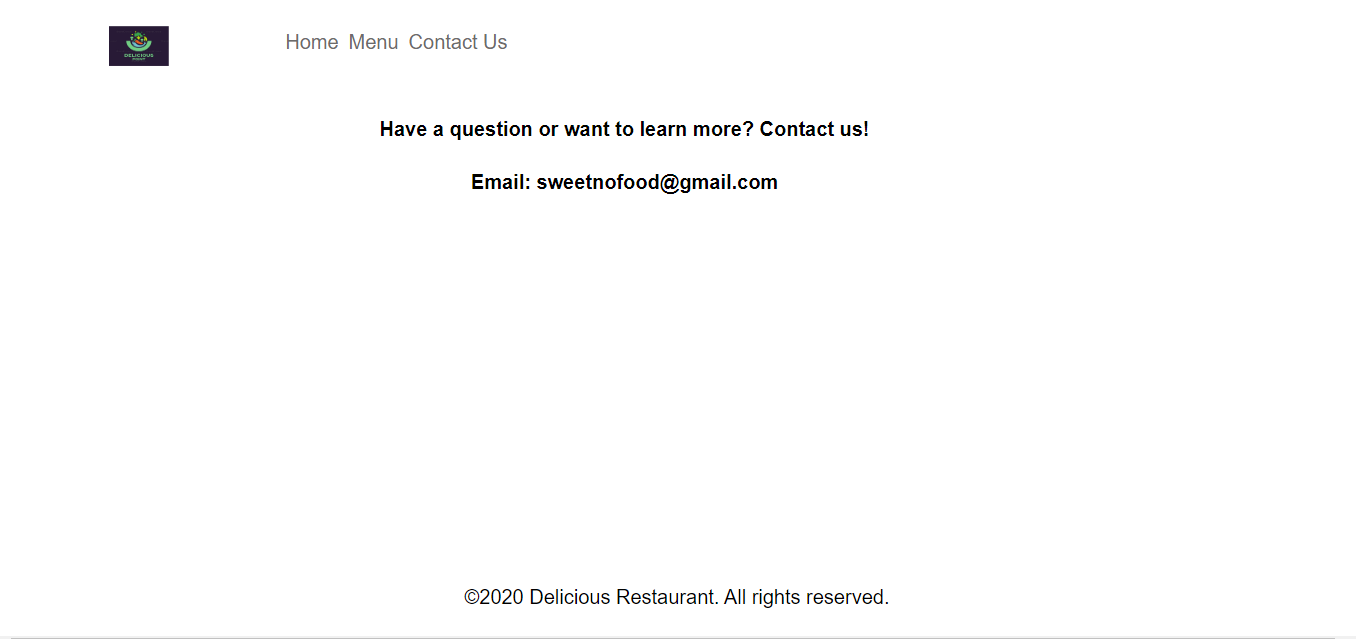 DELICIOUS
Home Menu Contact Us
Have a question or want to learn more? Contact us!
Email: sweetnofood@gmail.com
©2020 Delicious Restaurant. All rights reserved.